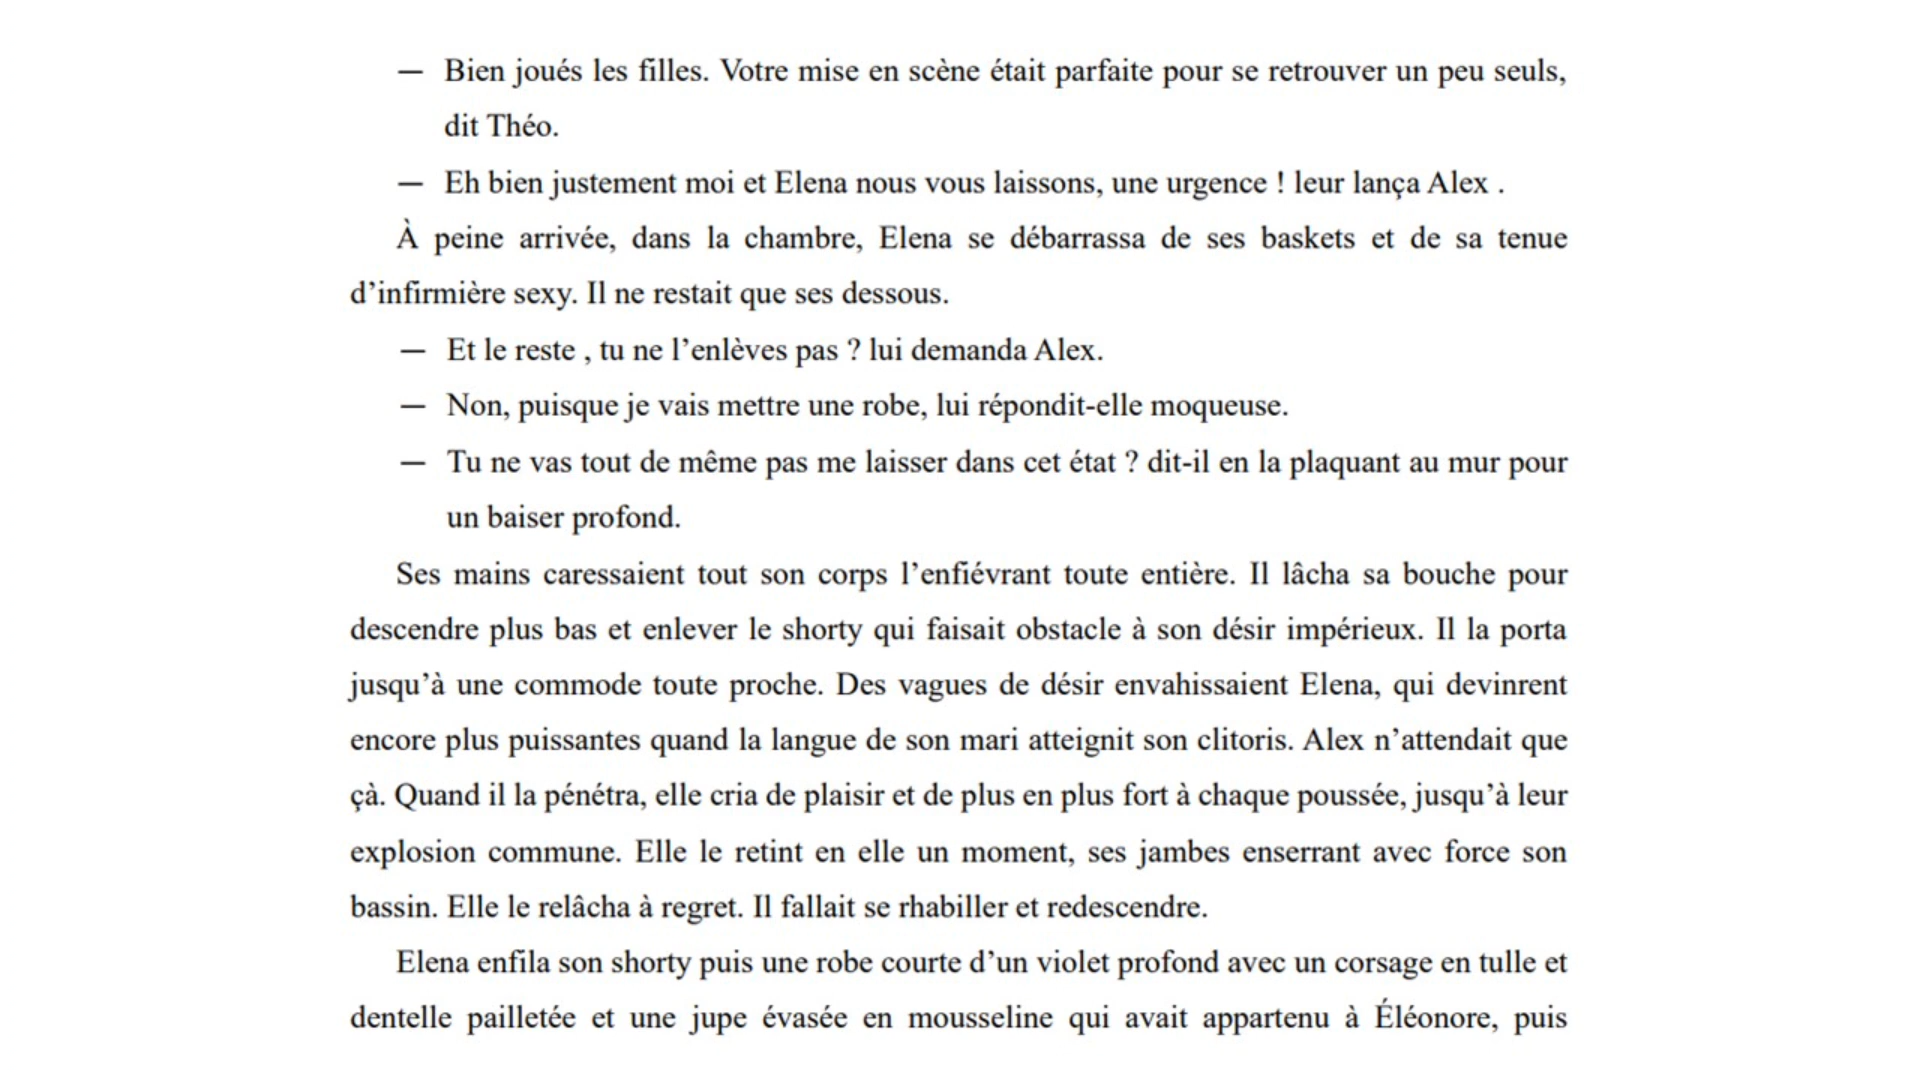 — Bien joués les filles. Votre mise en scène était parfaite pour se retrouver un peu seuls,
dit Théo.
— Eh bien justement moi et Elena nous vous laissons, une urgence ! leur lança Alex .
À peine arrivée, dans la chambre, Elena se débarrassa de ses baskets et de sa tenue
d’infirmière sexy. Il ne restait que ses dessous.
— Et le reste , tu ne l’enlèves pas ? lui demanda Alex.
— Non, puisque je vais mettre une robe, lui répondit-elle moqueuse.
— Tu ne vas tout de même pas me laisser dans cet état ? dit-il en la plaquant au mur pour
un baiser profond.
Ses mains caressaient tout son corps l’enfiévrant toute entière. Il lâcha sa bouche pour
descendre plus bas et enlever le shorty qui faisait obstacle à son désir impérieux. Il la porta
jusqu’à une commode toute proche. Des vagues de désir envahissaient Elena, qui devinrent
encore plus puissantes quand la langue de son mari atteignit son clitoris. Alex n’attendait que
çà. Quand il la pénétra, elle cria de plaisir et de plus en plus fort à chaque poussée, jusqu’à leur
explosion commune. Elle le retint en elle un moment, ses jambes enserrant avec force son
bassin. Elle le relâcha à regret. Il fallait se rhabiller et redescendre.
Elena enfila son shorty puis une robe courte d’un violet profond avec un corsage en tulle et
dentelle pailletée et une jupe évasée en mousseline qui avait appartenu à Éléonore, puis